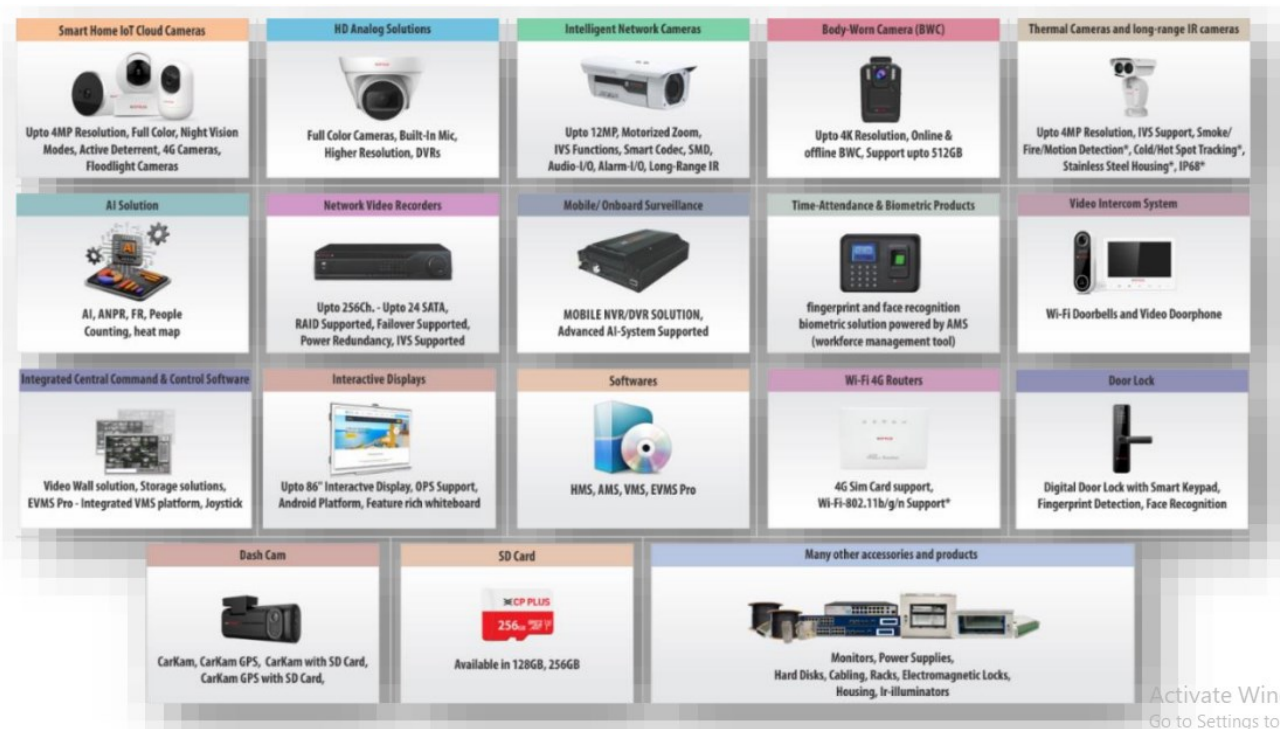 Smart Home IoT Cloud Cameras
Upto 4MP Resolution, Full Color, Night Vision
Modes, Active Deterrent, 4G Cameras,
Floodlight Cameras
HD Analog Solutions
Full Color Cameras, Built-In Mic,
Higher Resolution, DVRs
Intelligent Network Cameras
Upto 12MP, Motorized Zoom,
IVS Functions, Smart Codec, SMD,
Audio-I/O, Alarm-I/O, Long-Range IR
Body-Worn Camera (BWC)
Upto 4K Resolution, Online &
offline BWC, Support upto 512GB
Thermal Cameras and long-range IR cameras
Upto 4MP Resolution, IVS Support, Smoke/
Fire/Motion Detection*, Cold/Hot Spot Tracking*,
Stainless Steel Housing*, IP68*
AI Solution
AI
AI, ANPR, FR, People
Counting, heat map
Network Video Recorders
Upto 256Ch. - Upto 24 SATA,
RAID Supported, Failover Supported,
Power Redundancy, IVS Supported
Mobile/ Onboard Surveillance
MOBILE NVR/DVR SOLUTION,
Advanced AI-System Supported
Time-Attendance & Biometric Products
fingerprint and face recognition
biometric solution powered by AMS
(workforce management tool)
Video Intercom System
Wi-Fi Doorbells and Video Doorphone
Integrated Central Command & Control Software
Video Wall solution, Storage solutions,
EVMS Pro - Integrated VMS platform, Joystick
Interactive Displays
Upto 86" Interactve Display, OPS Support,
Android Platform, Feature rich whiteboard
Softwares
HMS, AMS, VMS, EVMS Pro
Wi-Fi 4G Routers
4G Sim Card support,
Wi-Fi-802.11b/g/n Support*
Door Lock
Digital Door Lock with Smart Keypad,
Fingerprint Detection, Face Recognition
Dash Cam
CarKam, CarKam GPS, CarKam with SD Card,
CarKam GPS with SD Card,
SD Card
CP PLUS
256GB
Available in 128GB, 256GB
Many other accessories and products
Monitors, Power Supplies,
Hard Disks, Cabling, Racks, Electromagnetic Locks,
Housing, Ir-illuminators
Activate Win
Go to Settings to